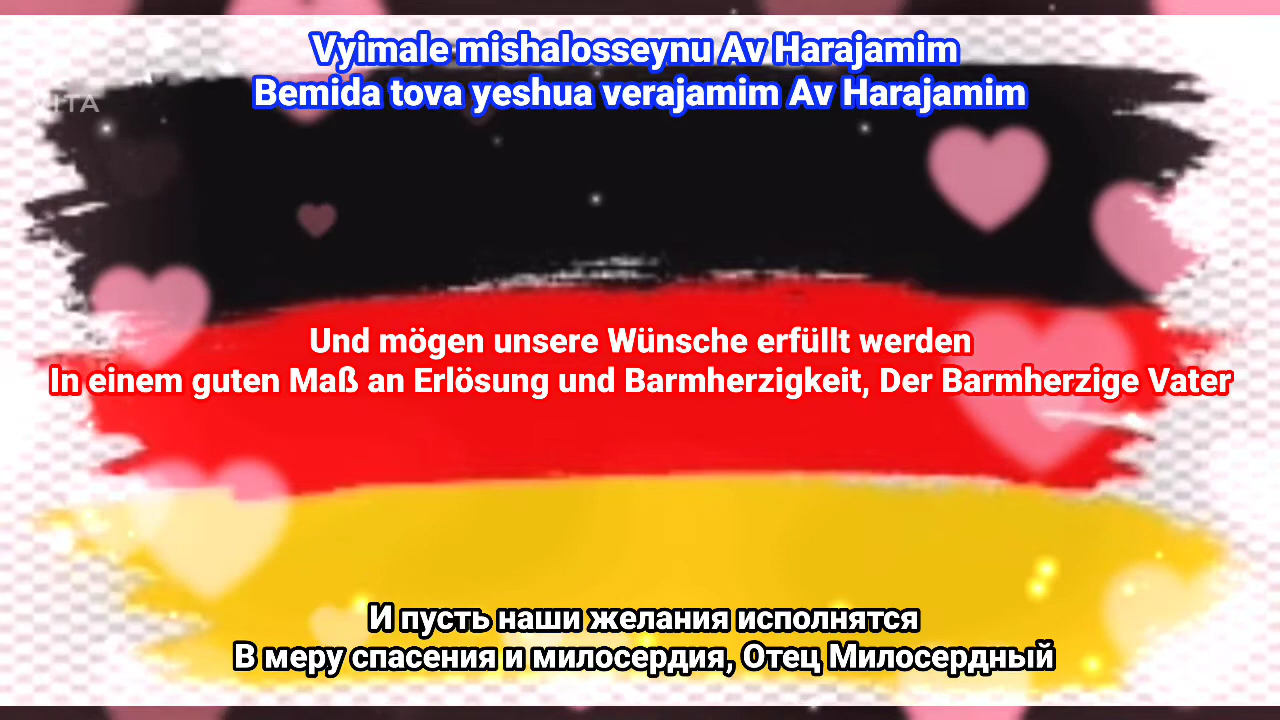 Vyimale mishalosseynu Av Harajamim
Bemida tova yeshua verajamim Av Harajamim
Und mögen unsere Wünsche erfüllt werden
In einem guten Maß an Erlösung und Barmherzigkeit, Der Barmherzige Vater
И пусть наши желания исполнятся
В меру спасения и милосердия, Отец Милосердный